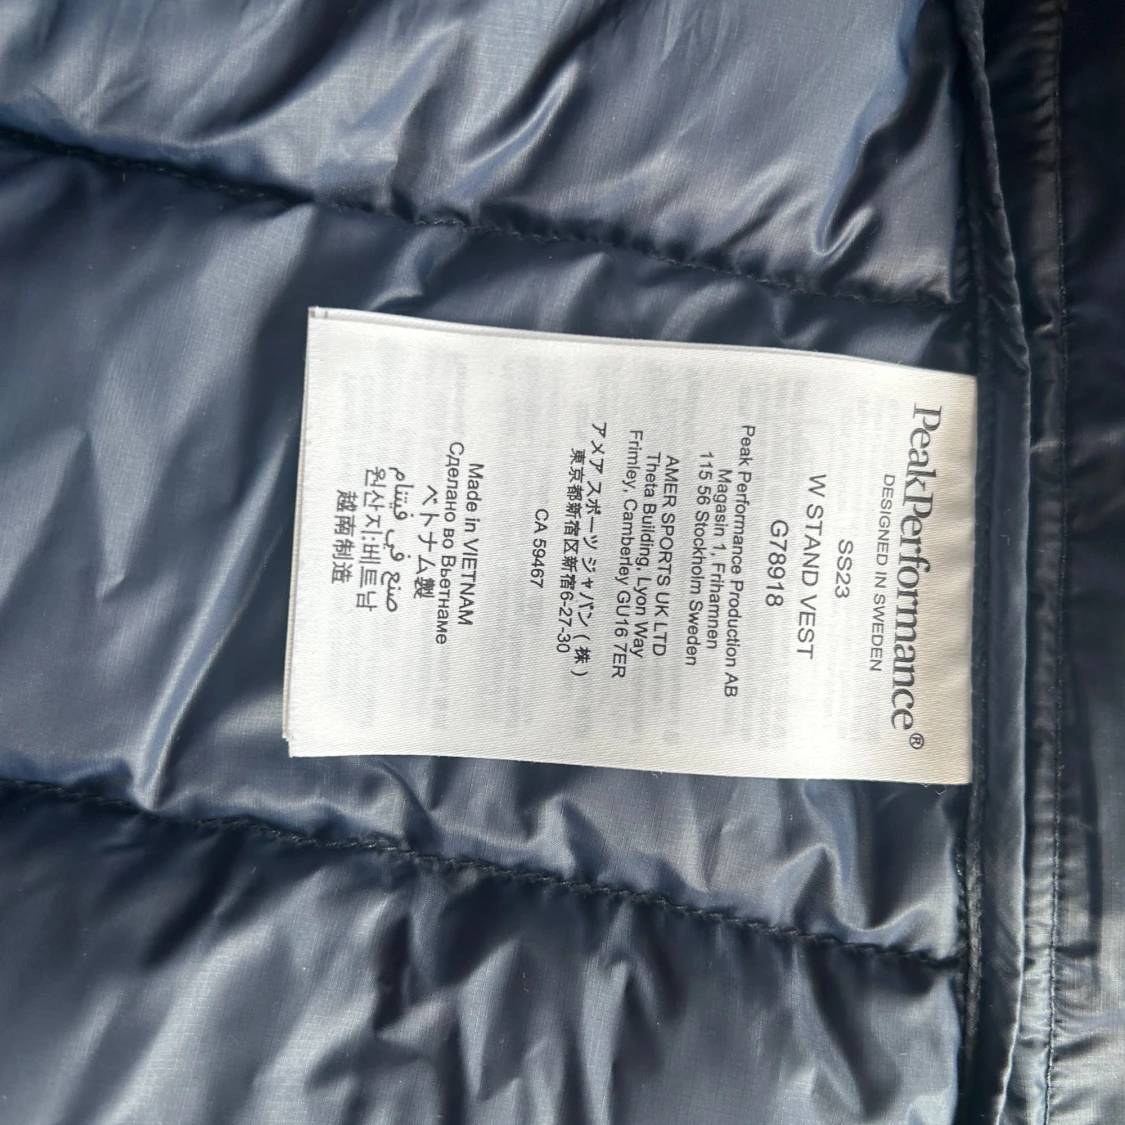 PeakPerformance®
DESIGNED IN SWEDEN
SS23
W STAND VEST
G78918
Peak Performance Production AB
Magasin 1, Frihamnen
115 56 Stockholm Sweden
AMER SPORTS UK LTD
Theta Building, Lyon Way
Frimley, Camberley GU16 7ER
アメア スポーツ ジャパン ( 株 )
東京都新宿区新宿6-27-30
CA 59467
Made in VIETNAM
Сделано во Вьетнаме
ベトナム製
صنع في فيتنام
원산지:베트남
越南制造